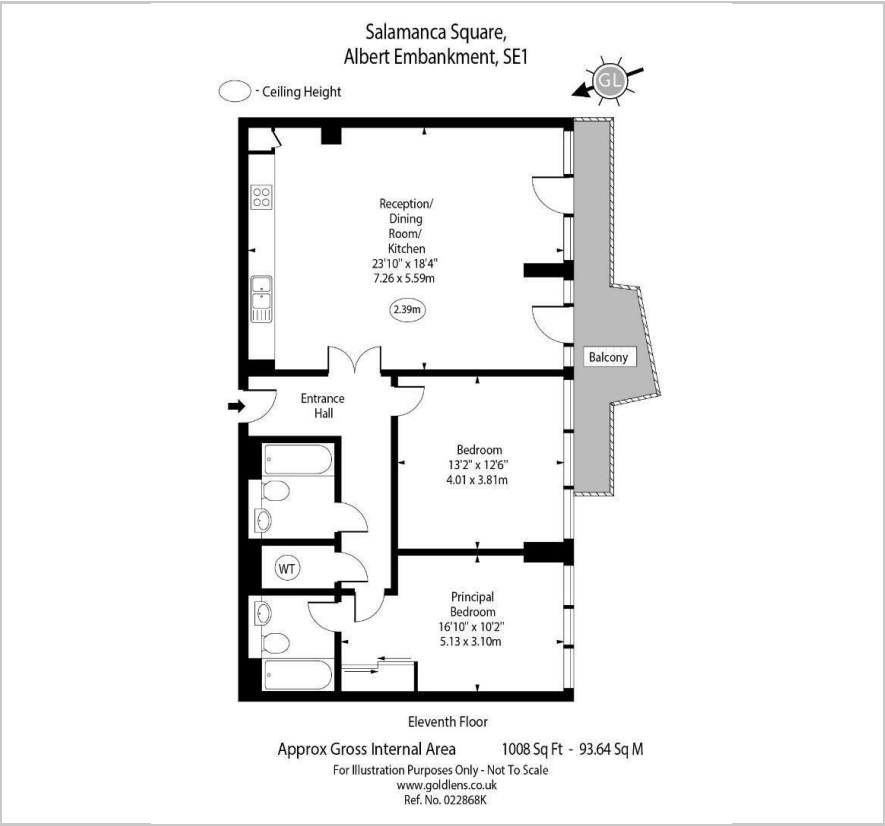 Salamanca Square,
Albert Embankment, SE1
GL
- Ceiling Height
Reception/
Dining
Room/
Kitchen
23'10" x 18'4"
7.26 x 5.59m
2.39m
Balcony
Entrance
Hall
Bedroom
13'2" x 12'6"
4.01 x 3.81m
WT
Principal
Bedroom
16'10" x 10'2"
5.13 x 3.10m
Eleventh Floor
Approx Gross Internal Area 1008 Sq Ft - 93.64 Sq M
For Illustration Purposes Only - Not To Scale
www.goldlens.co.uk
Ref. No. 022868K